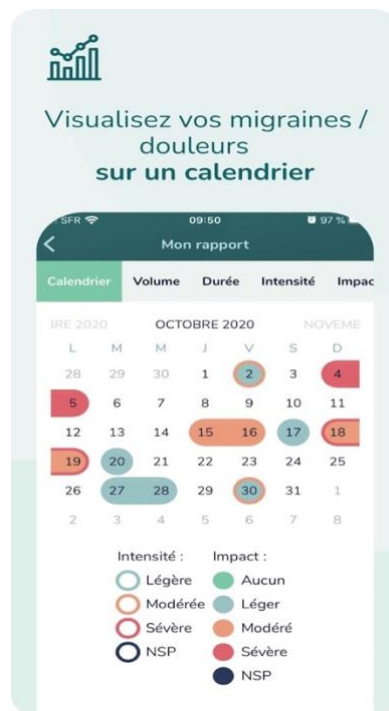 Visualisez vos migraines /
douleurs
sur un calendrier
SFR 09:50 97 %
Mon rapport
Calendrier Volume Durée Intensité Impac
IRE 2020 OCTOBRE 2020 NOVEME
L M M J V S D
28 29 30 1 2 3 4
5 6 7 8 9 10 11
12 13 14 15 16 17 18
19 20 21 22 23 24 25
26 27 28 29 30 31 1
2 3 4 5 6 7 8
Intensité : Impact :
Légère Aucun
Modérée Léger
Sévère Modéré
NSP Sévère
NSP